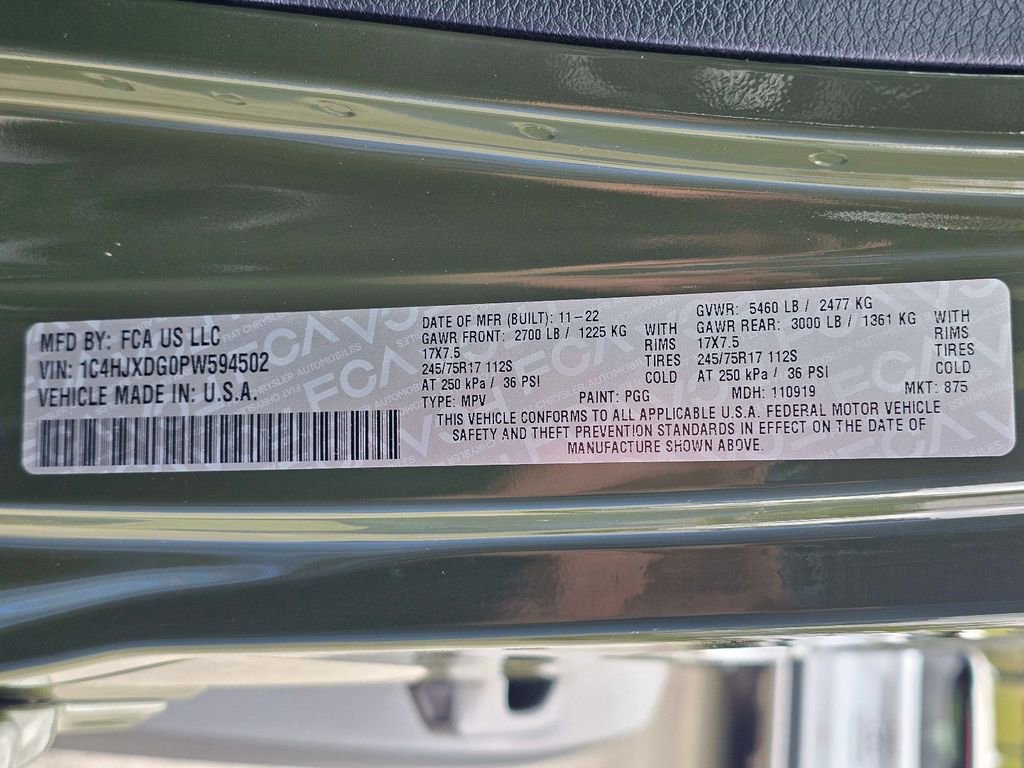 MFD BY: FCA US LLC
VIN: 1C4HJXDG0PW594502
VEHICLE MADE IN: U.S.A.
DATE OF MFR (BUILT): 11-22
GAWR FRONT: 2700 LB / 1225 KG WITH
17X7.5 RIMS
245/75R17 112S TIRES
AT 250 kPa / 36 PSI COLD
GVWR: 5460 LB / 2477 KG
GAWR REAR: 3000 LB / 1361 KG WITH
17X7.5 RIMS
245/75R17 112S TIRES
AT 250 kPa / 36 PSI COLD
TYPE: MPV PAINT: PGG MDH: 110919 MKT: 875
THIS VEHICLE CONFORMS TO ALL APPLICABLE U.S.A. FEDERAL MOTOR VEHICLE
SAFETY AND THEFT PREVENTION STANDARDS IN EFFECT ON THE DATE OF
MANUFACTURE SHOWN ABOVE.